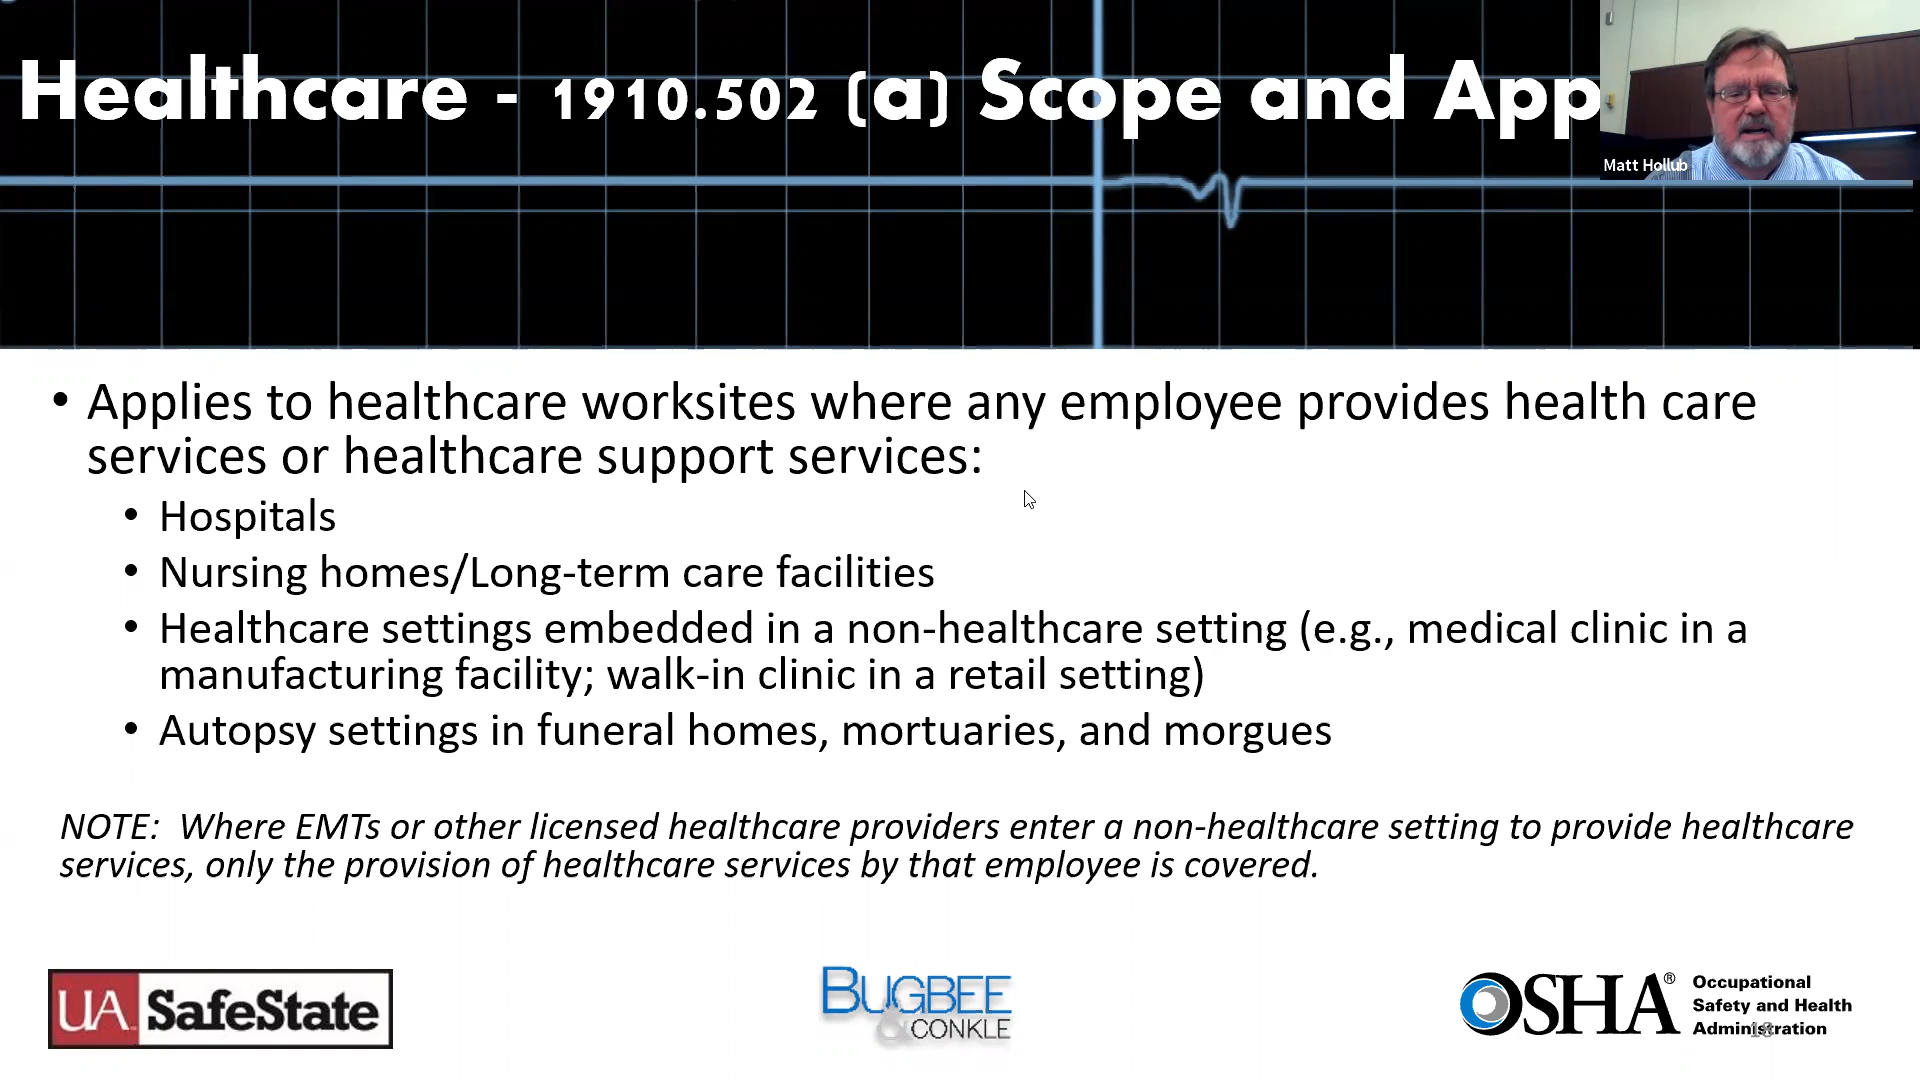 Healthcare - 1910.502 (a) Scope and App
Matt Hollub
• Applies to healthcare worksites where any employee provides health care
services or healthcare support services:
• Hospitals
• Nursing homes/Long-term care facilities
• Healthcare settings embedded in a non-healthcare setting (e.g., medical clinic in a
manufacturing facility; walk-in clinic in a retail setting)
• Autopsy settings in funeral homes, mortuaries, and morgues
NOTE: Where EMTs or other licensed healthcare providers enter a non-healthcare setting to provide healthcare
services, only the provision of healthcare services by that employee is covered.
UA SafeState
BUGBEE
& CONKLE
OSHA®
Occupational
Safety and Health
Administration